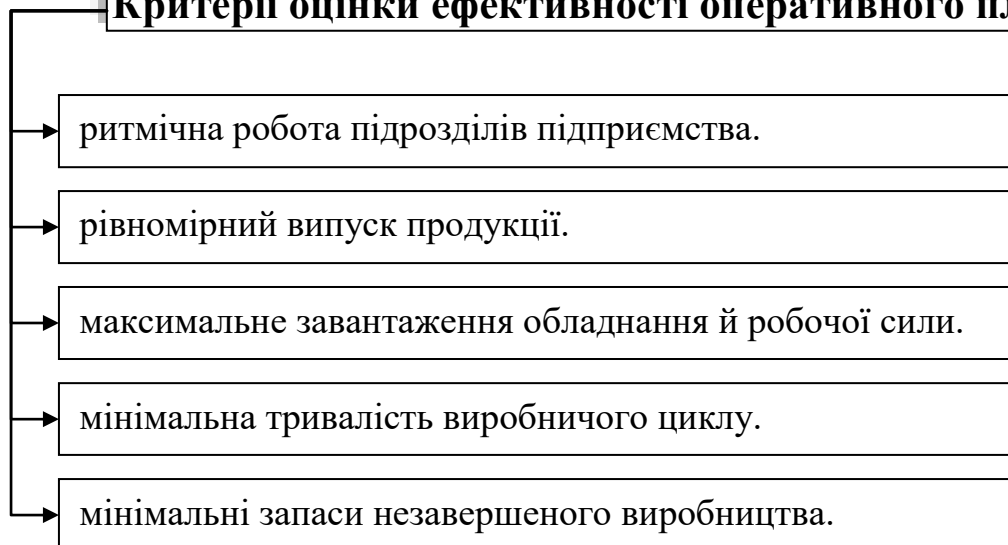 Критерії оцінки ефективності оперативного
ритмічна робота підрозділів підприємства.
рівномірний випуск продукції.
максимальне завантаження обладнання й робочої сили.
мінімальна тривалість виробничого циклу.
мінімальні запаси незавершеного виробництва.